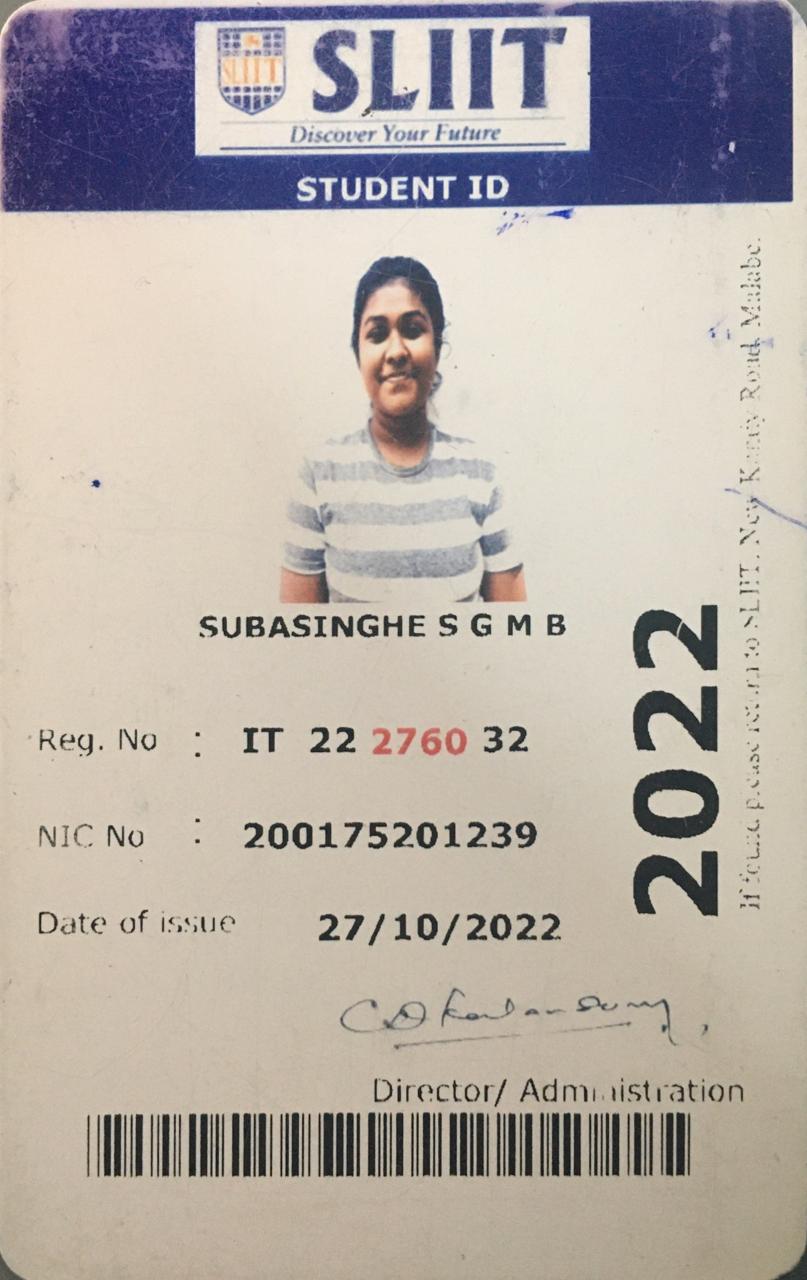 SLIIT
SLIIT
Discover Your Future
STUDENT ID
SUBASINGHE S G M B
Reg. No : IT 22 2760 32
NIC No : 200175201239
Date of issue 27/10/2022
2022
If found please return to SLIIT, New Kandy Road, Malabe.
Director/ Administration